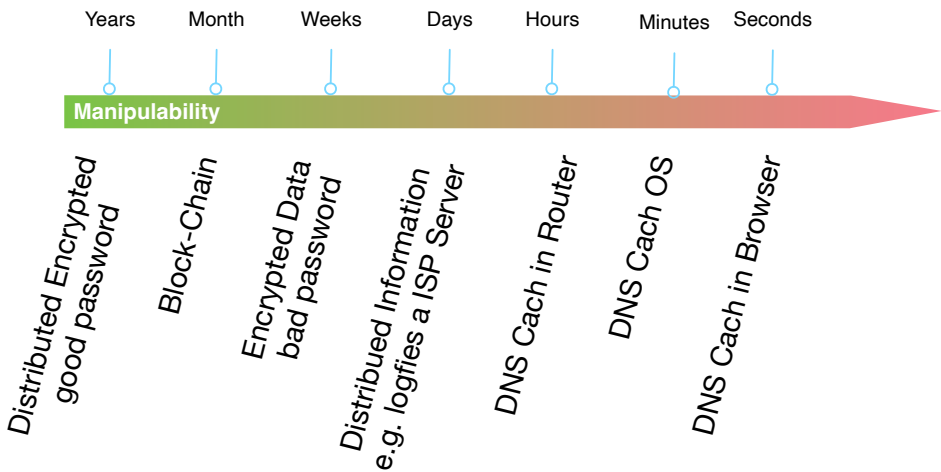 Years
Month
Weeks
Days
Hours
Minutes
Seconds
Manipulability
Distributed Encrypted
good password
Block-Chain
Encrypted Data
bad password
Distribued Information
e.g. logfies a ISP Server
DNS Cach in Router
DNS Cach OS
DNS Cach in Browser